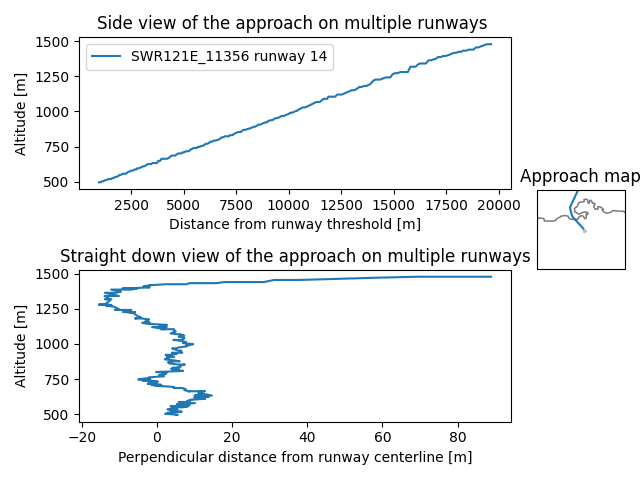 Side view of the approach on multiple runways
1500
1250
1000
750
500
Altitude [m]
SWR121E_11356 runway 14
2500 5000 7500 10000 12500 15000 17500 20000
Distance from runway threshold [m]
Approach map
Straight down view of the approach on multiple runways
1500
1250
1000
750
500
Altitude [m]
−20 0 20 40 60 80
Perpendicular distance from runway centerline [m]